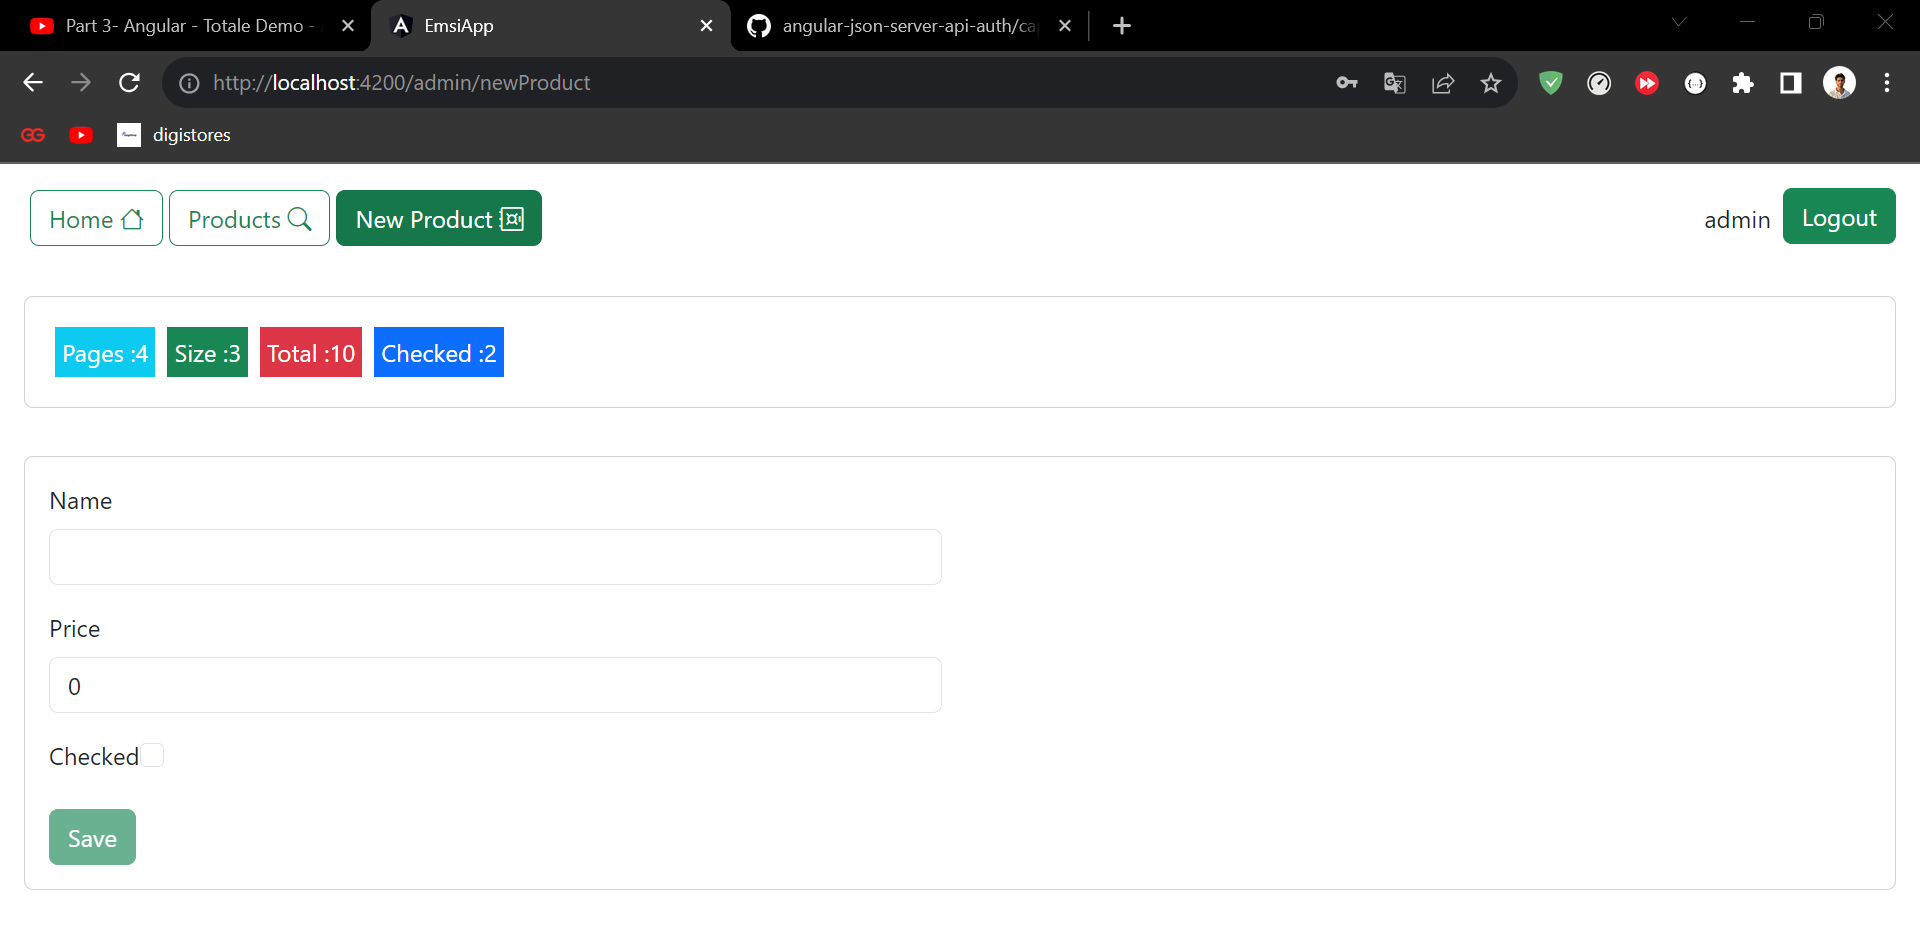 Part 3- Angular - Totale Demo -
EmsiApp
angular-json-server-api-auth/ca
http://localhost:4200/admin/newProduct
GG
digistores
Home
Products
New Product
admin
Logout
Pages :4
Size :3
Total :10
Checked :2
Name
Price
0
Checked
Save